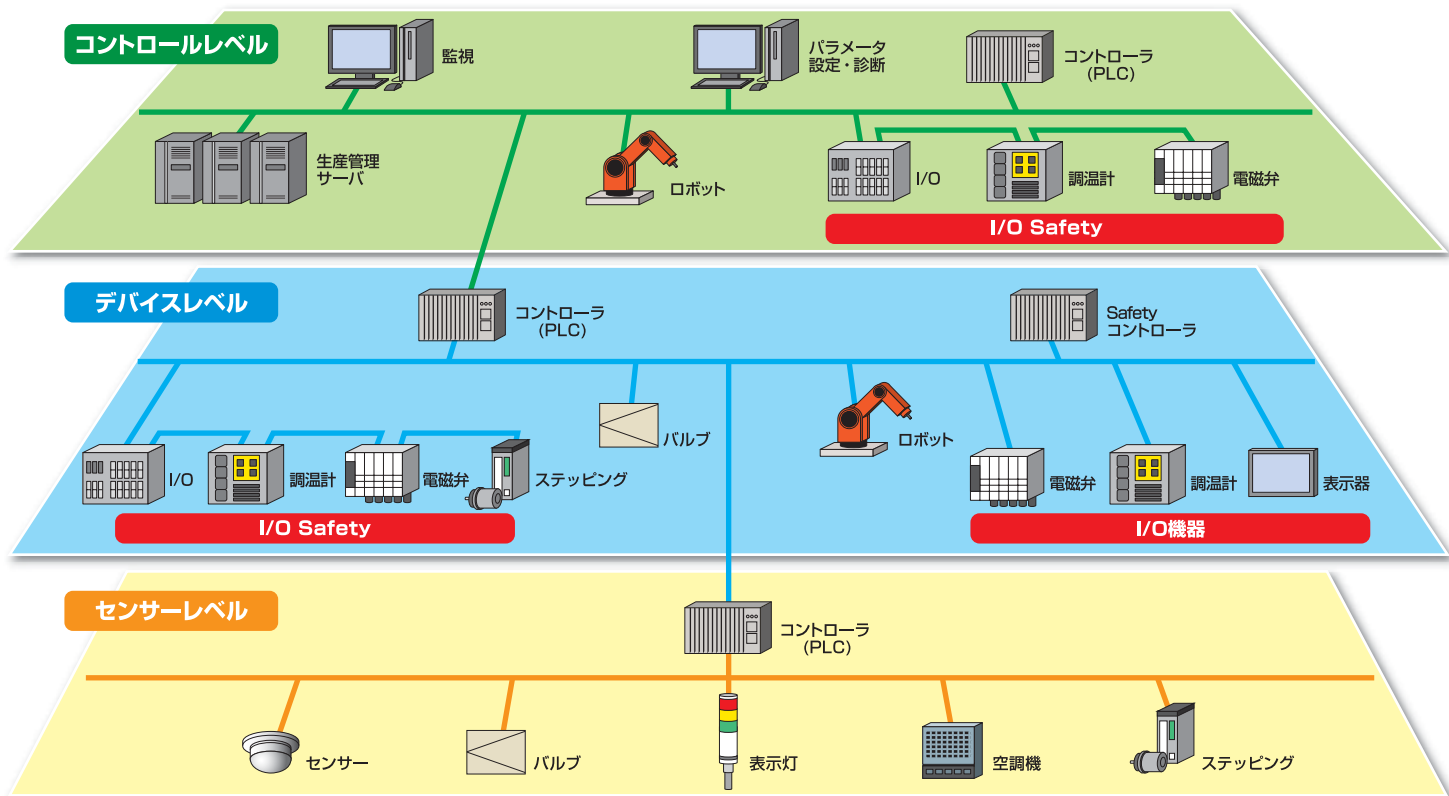 コントロールレベル
監視
パラメータ
設定・診断
コントローラ
(PLC)
生産管理
サーバ
ロボット
I/O
調温計
電磁弁
I/O Safety
デバイスレベル
コントローラ
(PLC)
Safety
コントローラ
バルブ
ロボット
I/O
調温計
電磁弁
ステッピング
電磁弁
調温計
表示器
I/O Safety
I/O機器
センサーレベル
コントローラ
(PLC)
センサー
バルブ
表示灯
空調機
ステッピング